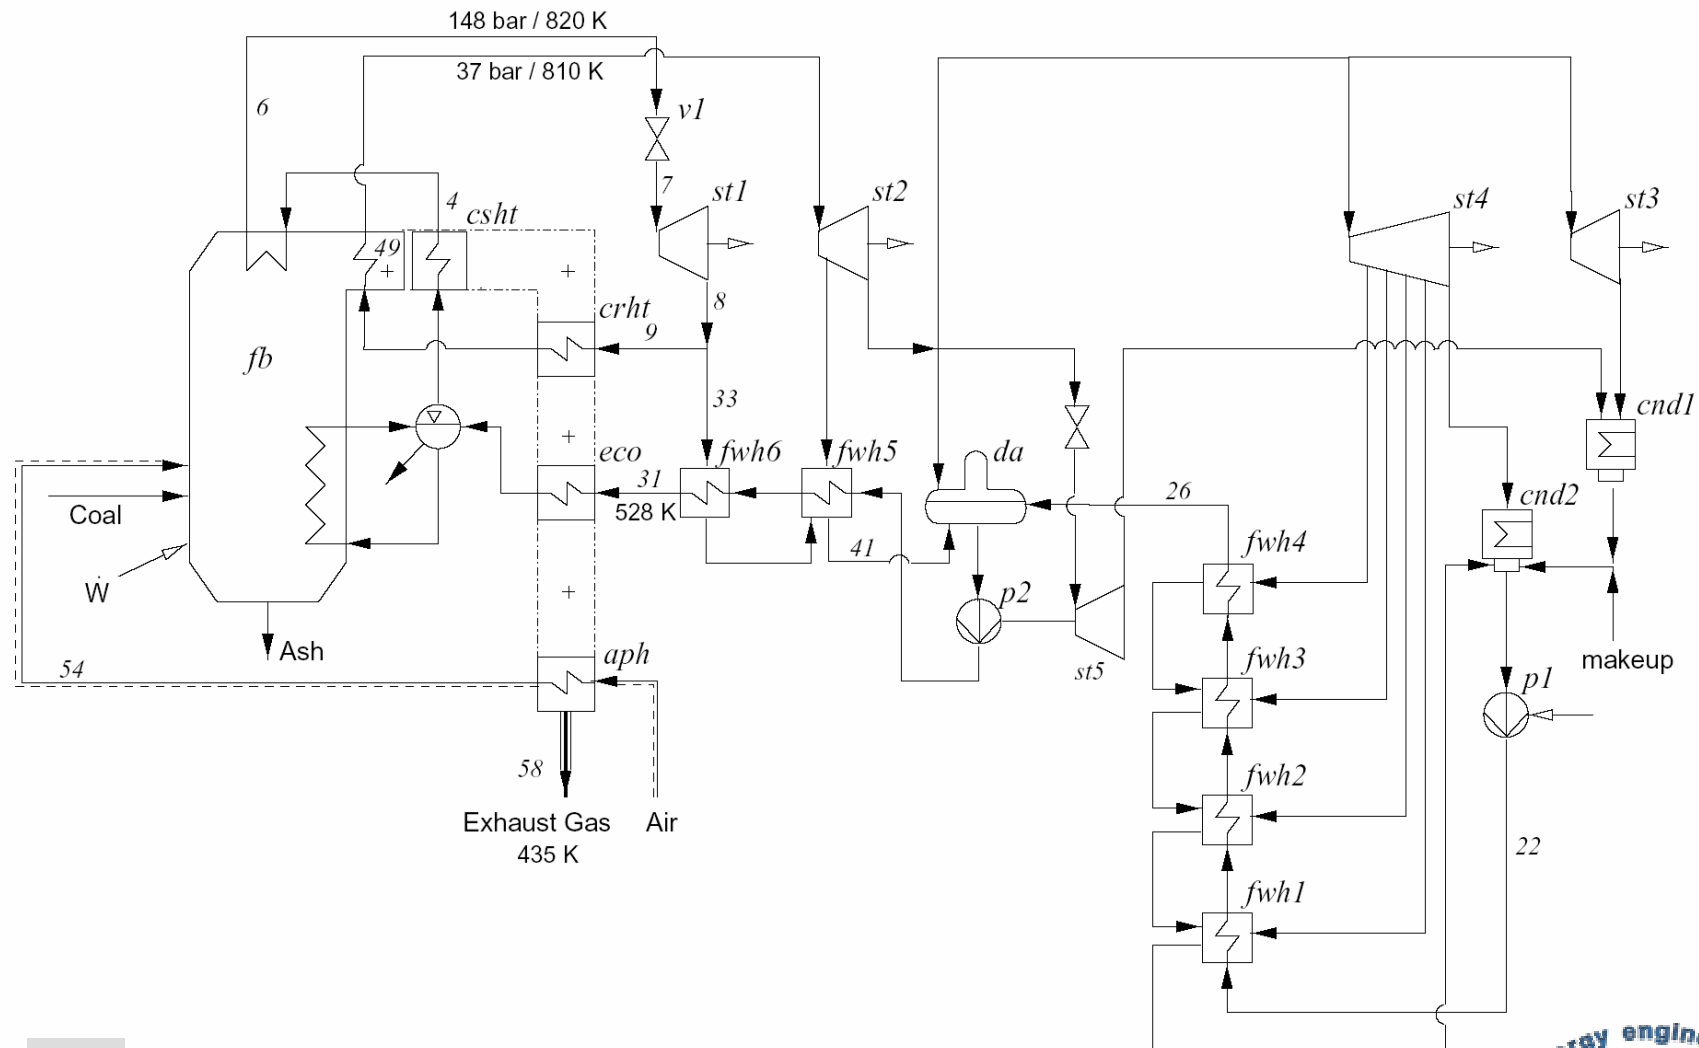 148 bar / 820 K
37 bar / 810 K
6
v1
7
st1
st2
st4
st3
4
csht
49
8
crht
9
fb
33
cnd1
eco
fwh6
fwh5
da
31
528 K
26
cnd2
Coal
41
fwh4
Ẇ
p2
Ash
aph
fwh3
makeup
54
st5
p1
58
fwh2
Exhaust Gas
Air
435 K
22
fwh1
engin